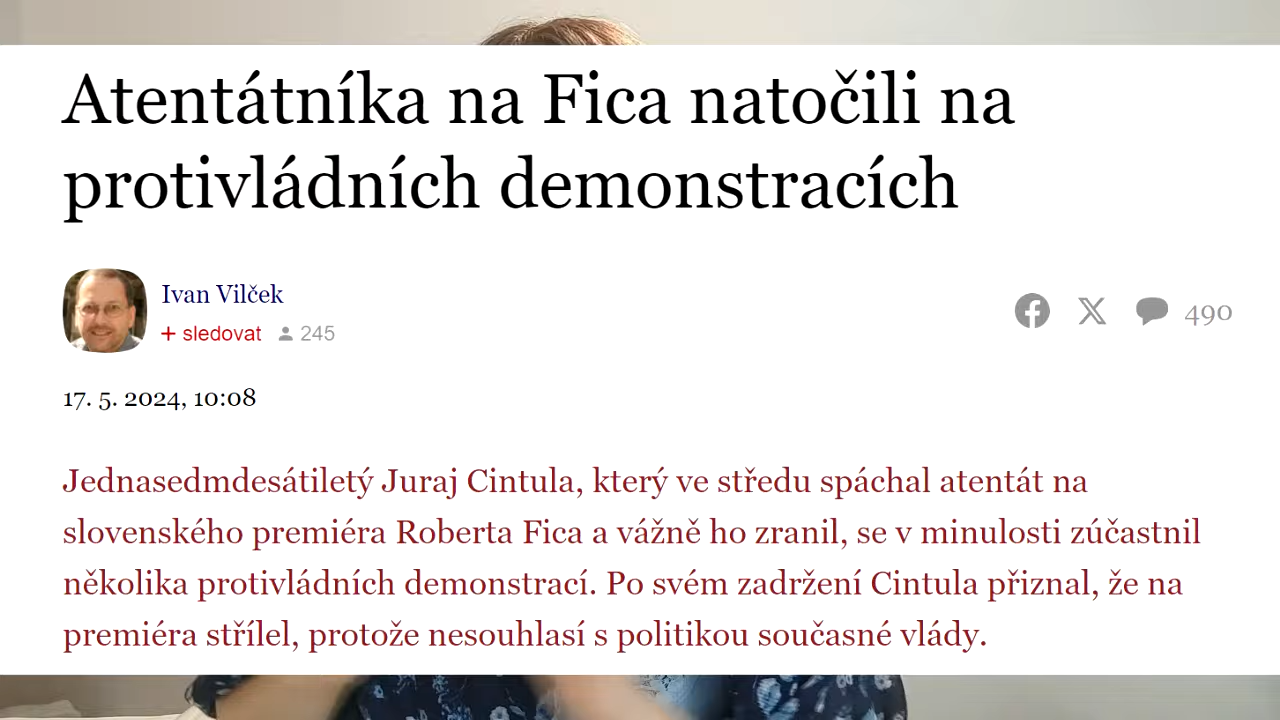 Atentátníka na Fica natočili na
protivládních demonstracích
Ivan Vilček
+ sledovat 245
490
17. 5. 2024, 10:08
Jednasedmdesátiletý Juraj Cintula, který ve středu spáchal atentát na
slovenského premiéra Roberta Fica a vážně ho zranil, se v minulosti zúčastnil
několika protivládních demonstrací. Po svém zadržení Cintula přiznal, že na
premiéra střílel, protože nesouhlasí s politikou současné vlády.